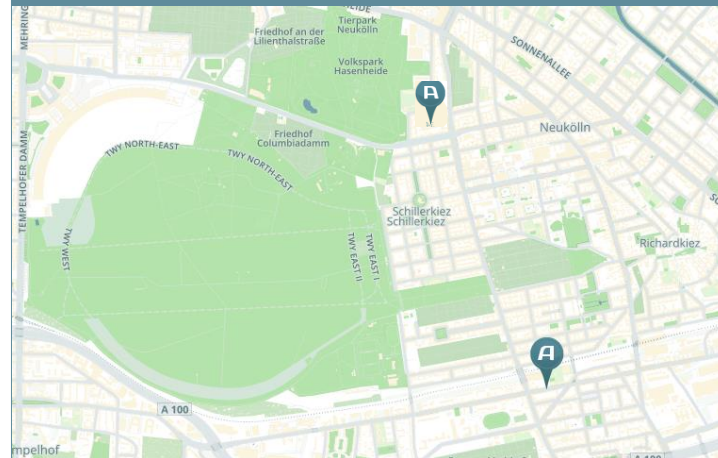 MEHRING
HEIDE
Tierpark
Neukölln
Friedhof an der
Lilienthalstraße
SONNENALLEE
Volkspark
Hasenheide
A
Neukölln
Friedhof
Columbiadamm
TWY NORTH-EAST
TWY NORTH-EAST
TEMPELHOFER DAMM
Schillerkiez
Schillerkiez
Richardkiez
TWY WEST
TWY EAST I
TWY EAST II
A
A 100
mpelhof
A 100